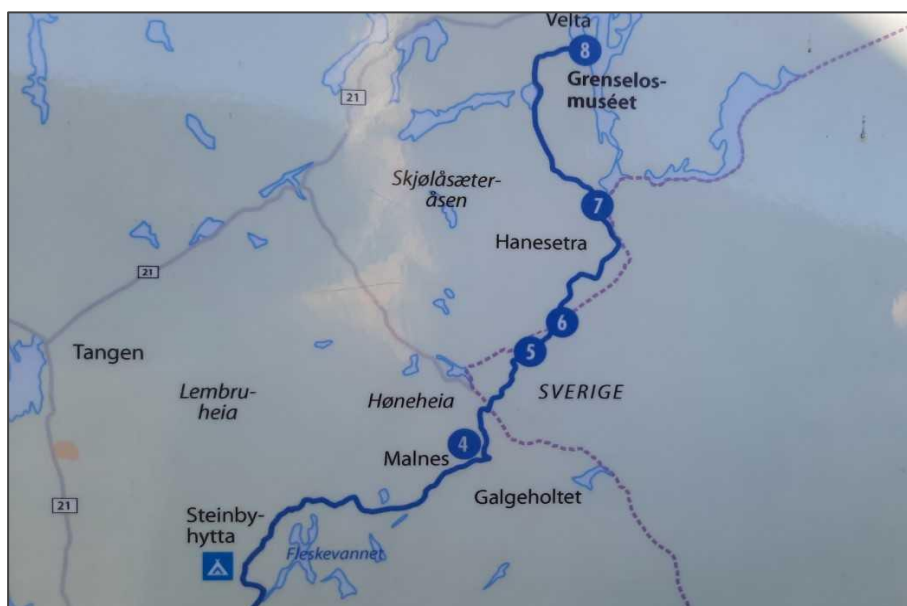 Velta
8
Grenselos-
muséet
21
Skjølåsæter-
åsen
7
Hanesetra
21
6
5
Tangen
SVERIGE
Lembru-
heia
Høneheia
4
Malnes
Galgeholtet
21
Steinby-
hytta
Fleskevannet